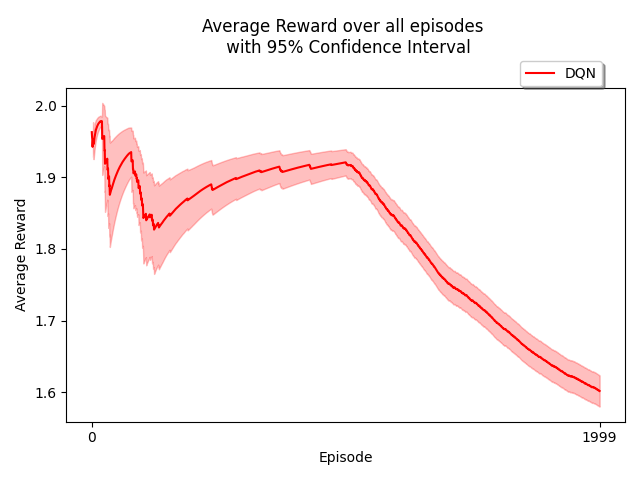 Average Reward over all episodes
with 95% Confidence Interval
DQN
2.0
1.9
1.8
1.7
1.6
Average Reward
0
1999
Episode